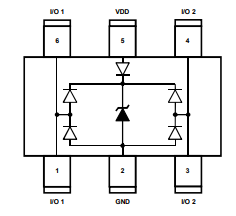 I/O 1 VDD I/O 2
6 5 4
1 2 3
I/O 1 GND I/O 2